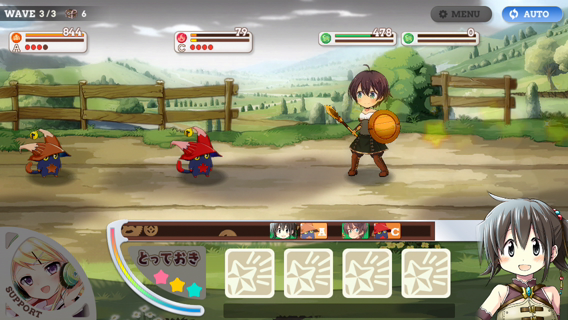 WAVE 3/3 6
MENU
AUTO
844
A
79
C
478
0
A
C
とっておき
SUPPORT